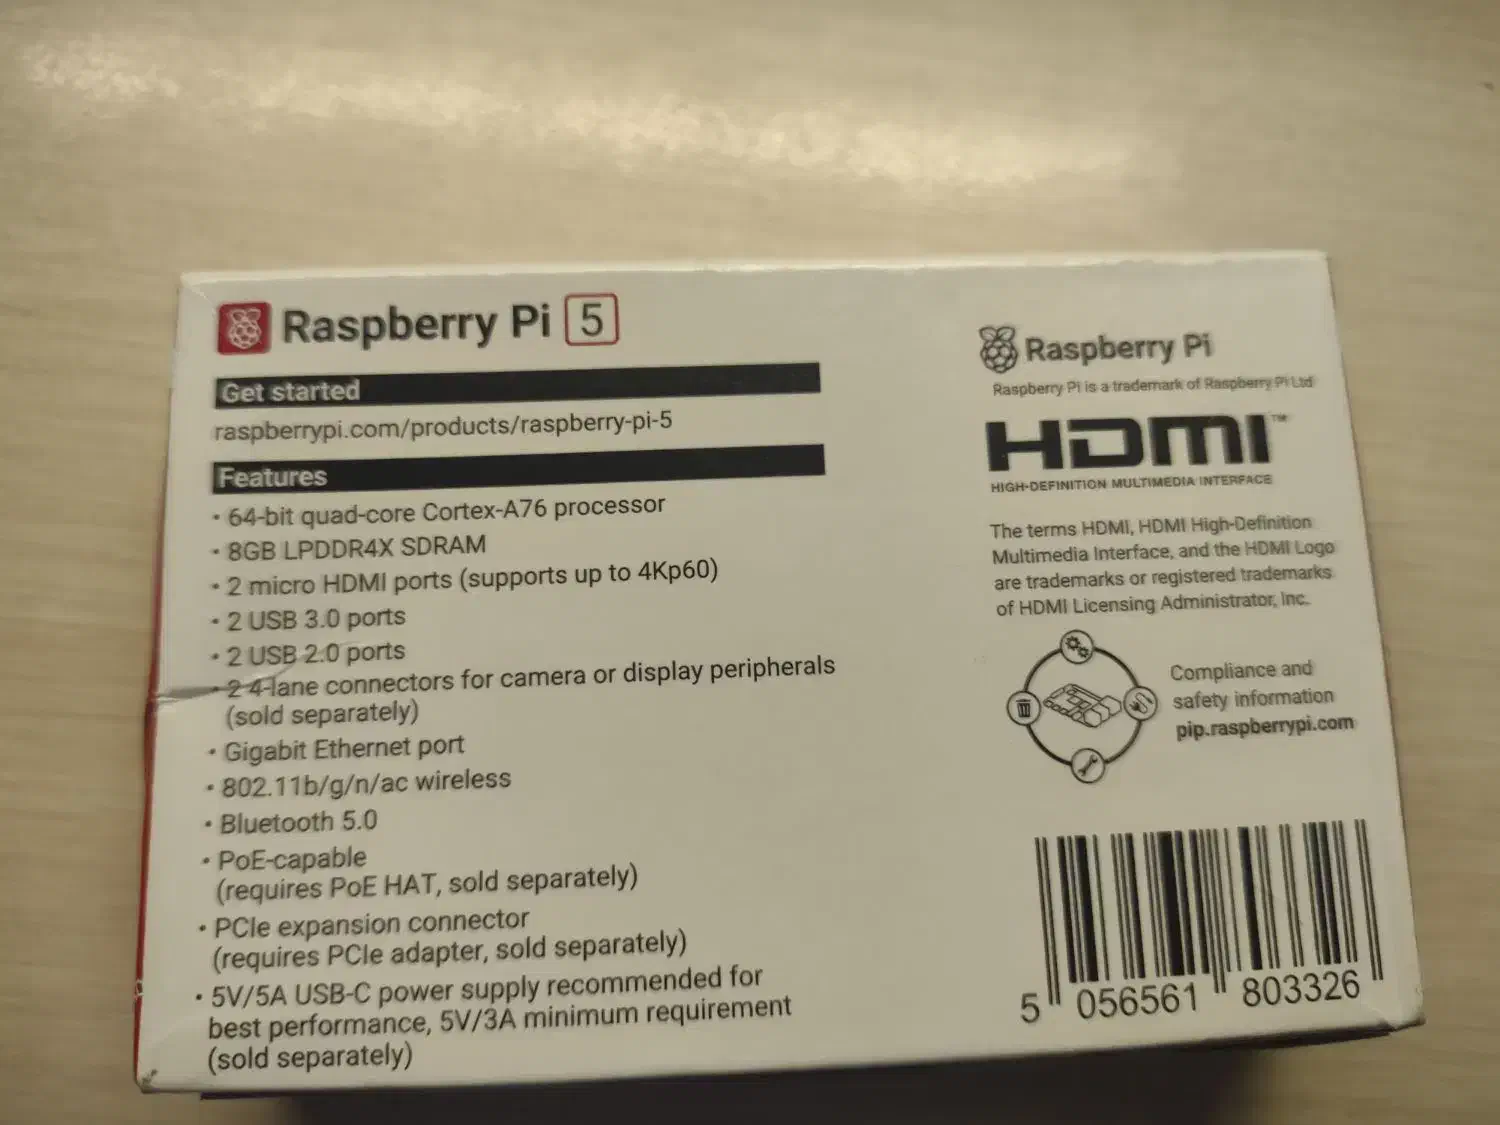 Raspberry Pi 5
Get started
raspberrypi.com/products/raspberry-pi-5
Features
• 64-bit quad-core Cortex-A76 processor
• 8GB LPDDR4X SDRAM
• 2 micro HDMI ports (supports up to 4Kp60)
• 2 USB 3.0 ports
• 2 USB 2.0 ports
• 2 4-lane connectors for camera or display peripherals
(sold separately)
• Gigabit Ethernet port
• 802.11b/g/n/ac wireless
• Bluetooth 5.0
• PoE-capable
(requires PoE HAT, sold separately)
• PCIe expansion connector
(requires PCIe adapter, sold separately)
• 5V/5A USB-C power supply recommended for
best performance, 5V/3A minimum requirement
(sold separately)
Raspberry Pi
Raspberry Pi is a trademark of Raspberry Pi Ltd
HDMI™
HIGH-DEFINITION MULTIMEDIA INTERFACE
The terms HDMI, HDMI High-Definition
Multimedia Interface, and the HDMI Logo
are trademarks or registered trademarks
of HDMI Licensing Administrator, Inc.
Compliance and
safety information
pip.raspberrypi.com
5 056561 803326